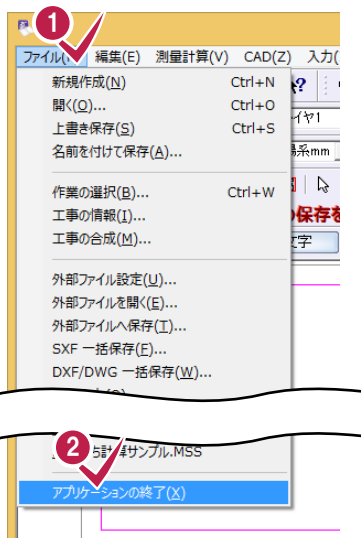 1
ファイル( 編集(E) 測量計算(V) CAD(Z) 入力(
新規作成(N) Ctrl+N
開く(O)... Ctrl+O
上書き保存(S) Ctrl+S
名前を付けて保存(A)...
作業の選択(B)... Ctrl+W
工事の情報(I)...
工事の合成(M)...
外部ファイル設定(U)...
外部ファイルを開く(E)...
外部ファイルへ保存(T)...
SXF 一括保存(F)...
DXF/DWG 一括保存(W)...
イヤ1
系mm
保存を
文字
2
計算サンプル.MSS
アプリケーションの終了(X)